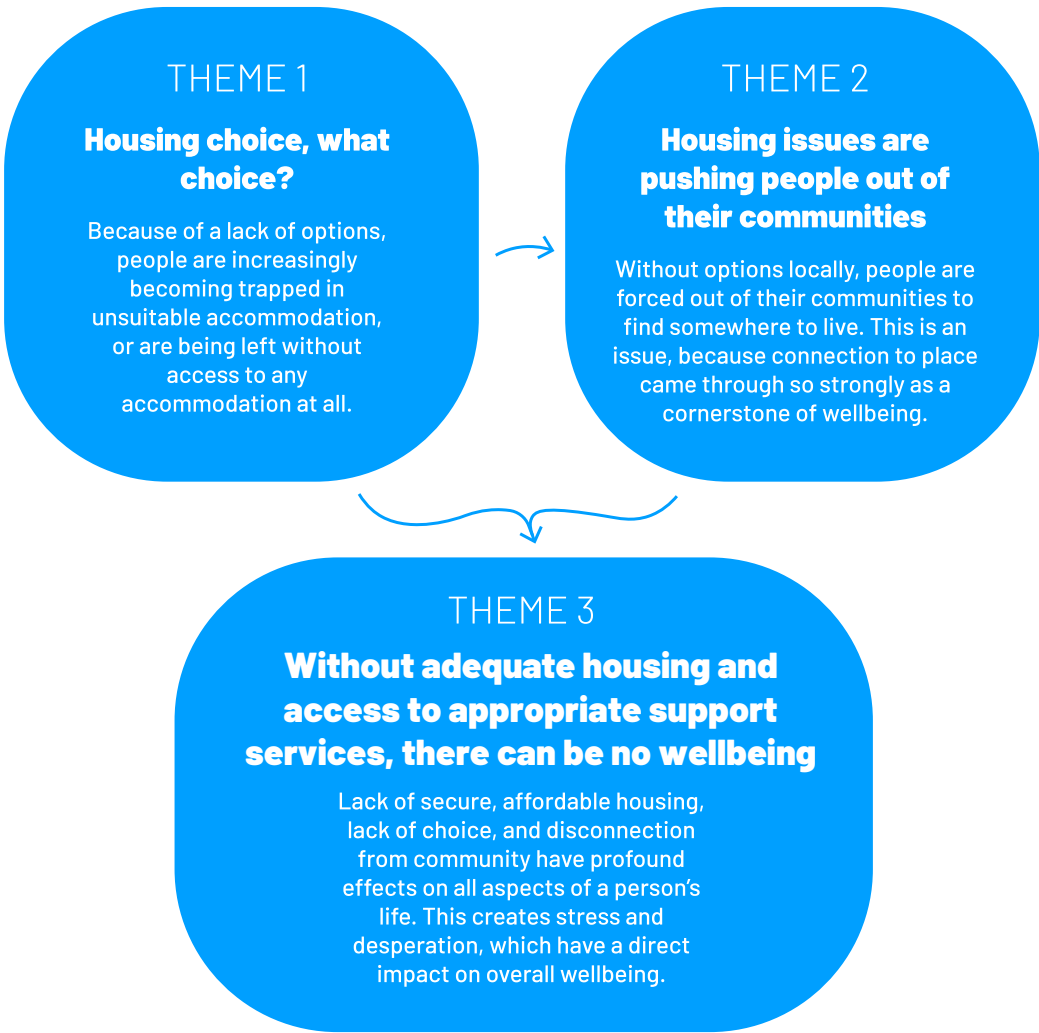 THEME 1
Housing choice, what
choice?
Because of a lack of options,
people are increasingly
becoming trapped in
unsuitable accommodation,
or are being left without
access to any
accommodation at all.
THEME 2
Housing issues are
pushing people out of
their communities
Without options locally, people are
forced out of their communities to
find somewhere to live. This is an
issue, because connection to place
came through so strongly as a
cornerstone of wellbeing.
THEME 3
Without adequate housing and
access to appropriate support
services, there can be no wellbeing
Lack of secure, affordable housing,
lack of choice, and disconnection
from community have profound
effects on all aspects of a person's
life. This creates stress and
desperation, which have a direct
impact on overall wellbeing.